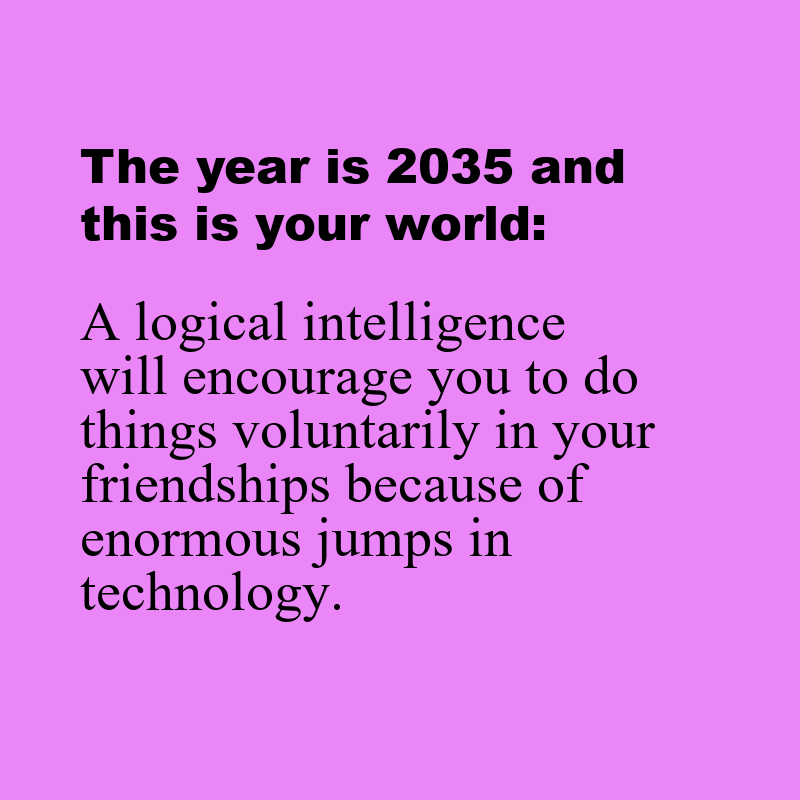 The year is 2035 and
this is your world:
A logical intelligence
will encourage you to do
things voluntarily in your
friendships because of
enormous jumps in
technology.